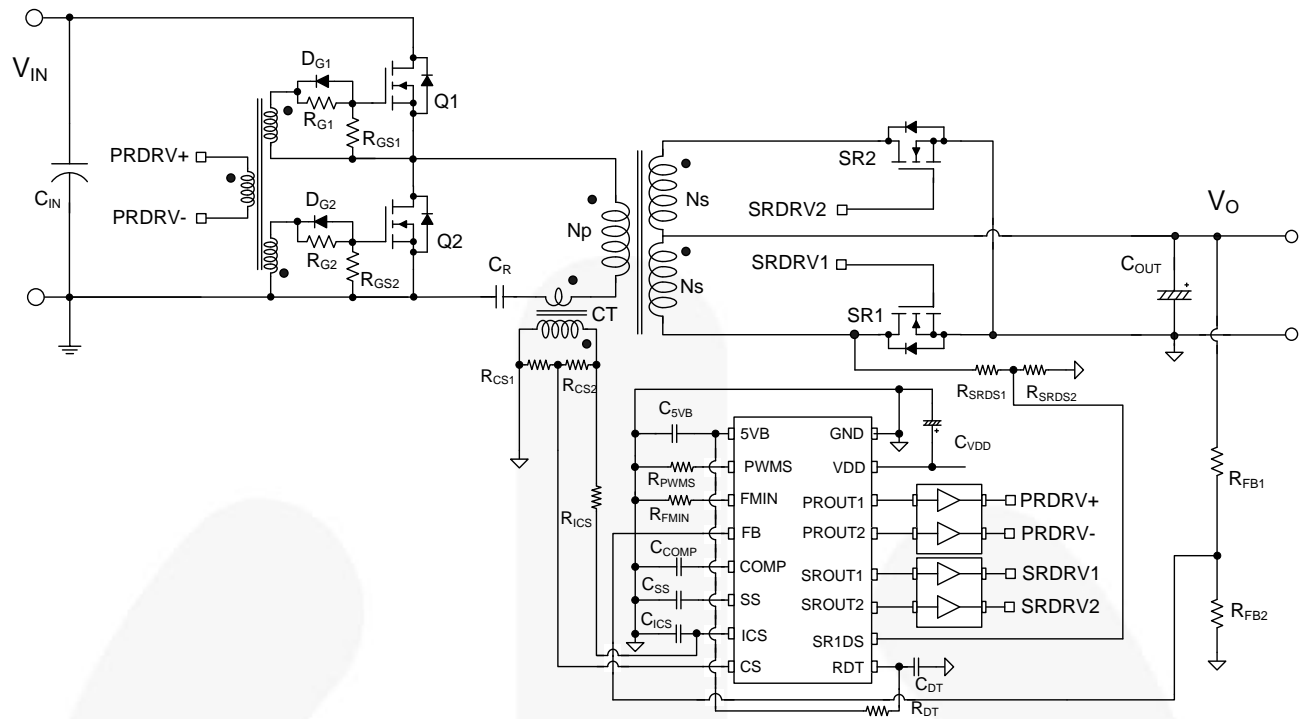 VIN
CIN
PRDRV+
PRDRV-
DG1
RG1
RGS1
Q1
DG2
RG2
RGS2
Q2
CR
CT
Np
Ns
Ns
SR2
SRDRV2
SRDRV1
SR1
VO
COUT
+
RCS1
RCS2
RSRDS1
RSRDS2
RICS
C5VB
RPWMS
RFMIN
CCOMP
CSS
CICS
5VB
PWMS
FMIN
FB
COMP
SS
ICS
CS
GND
VDD
PROUT1
PROUT2
SROUT1
SROUT2
SR1DS
RDT
+
CVDD
PRDRV+
PRDRV-
SRDRV1
SRDRV2
CDT
RDT
RFB1
RFB2